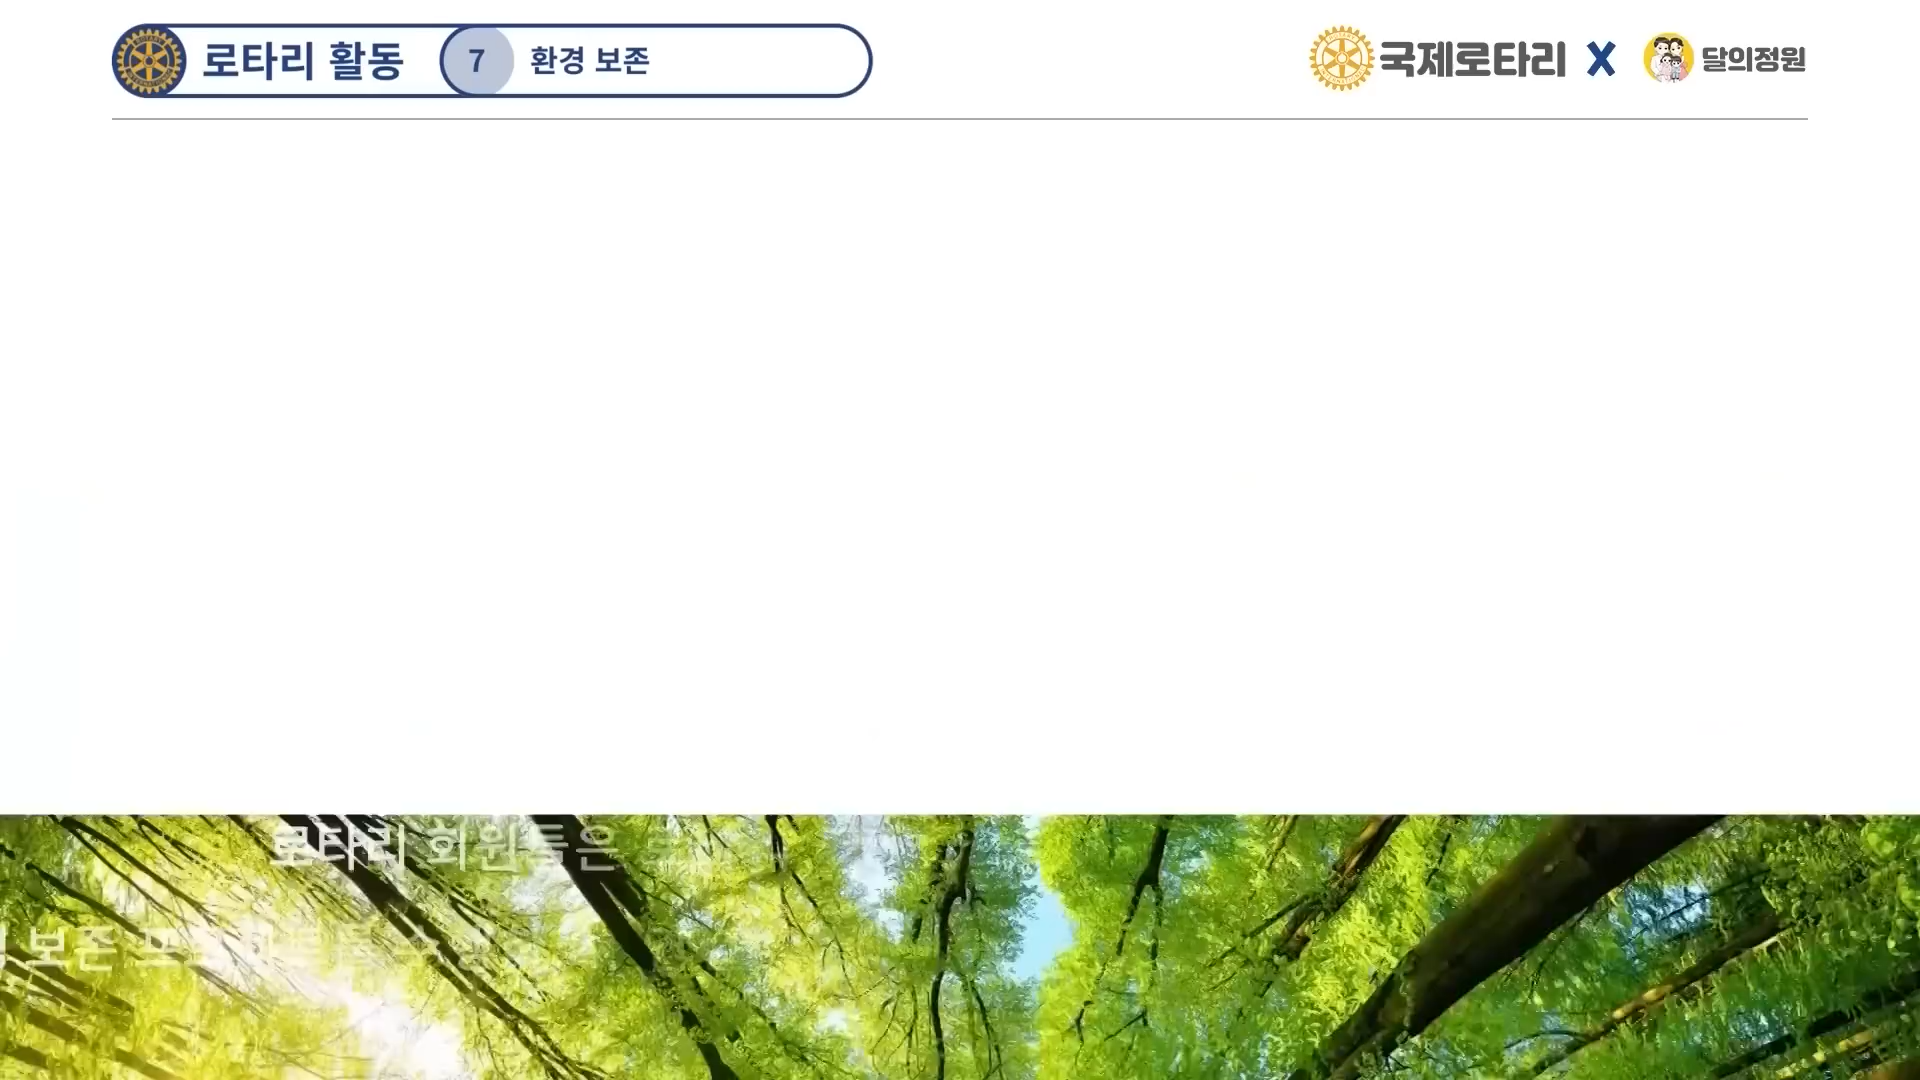 로타리 활동
7
환경 보존
국제로타리 X 달의정원
로타리 회원들은
보존